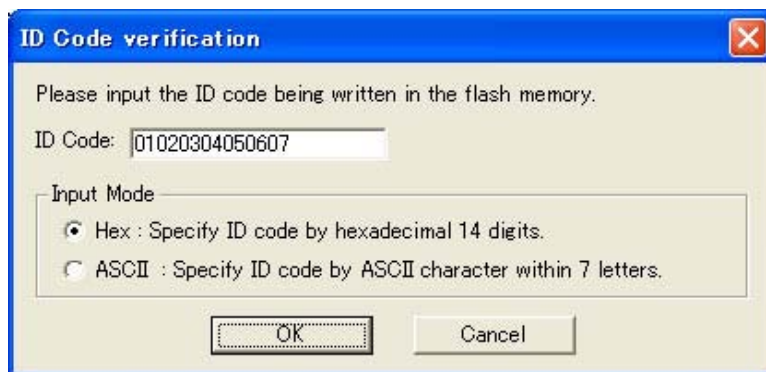 ID Code verification
Please input the ID code being written in the flash memory.
ID Code: 01020304050607
Input Mode
Hex : Specify ID code by hexadecimal 14 digits.
ASCII : Specify ID code by ASCII character within 7 letters.
OK Cancel